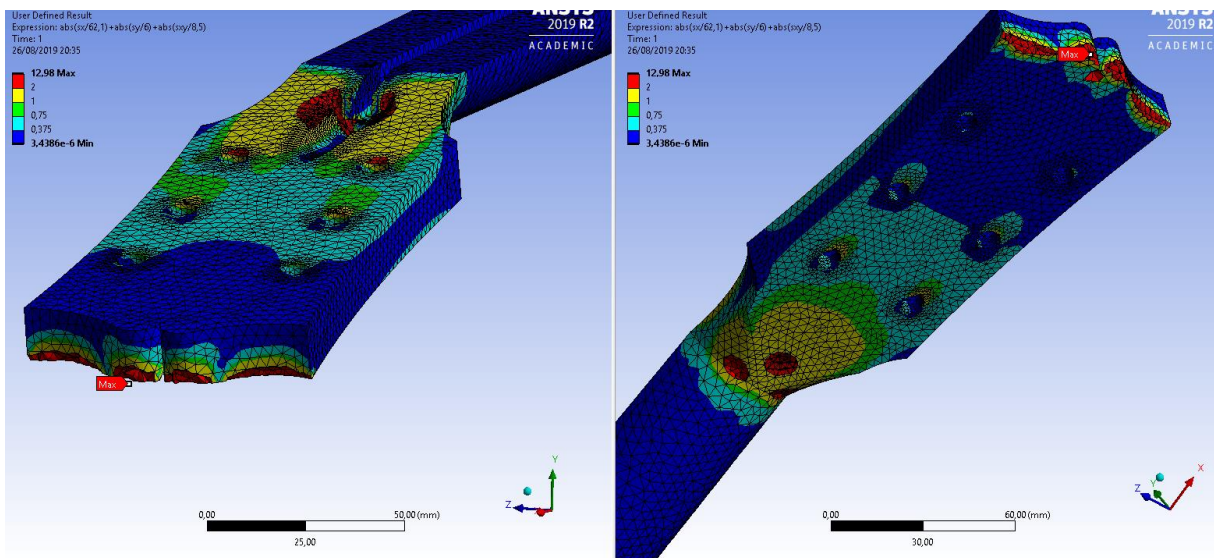 User Defined Result
Expression: abs(sx/62,1)+abs(sy/6)+abs(sxy/8,5)
Time: 1
26/08/2019 20:35
12,98 Max
2
1
0,75
0,375
3,4386e-6 Min
ANSYS
2019 R2
ACADEMIC
Max
Y
Z
0,00
50,00 (mm)
25,00
User Defined Result
Expression: abs(sx/62,1)+abs(sy/6)+abs(sxy/8,5)
Time: 1
26/08/2019 20:35
12,98 Max
2
1
0,75
0,375
3,4386e-6 Min
ANSYS
2019 R2
ACADEMIC
Max
X
Y
Z
0,00
60,00 (mm)
30,00